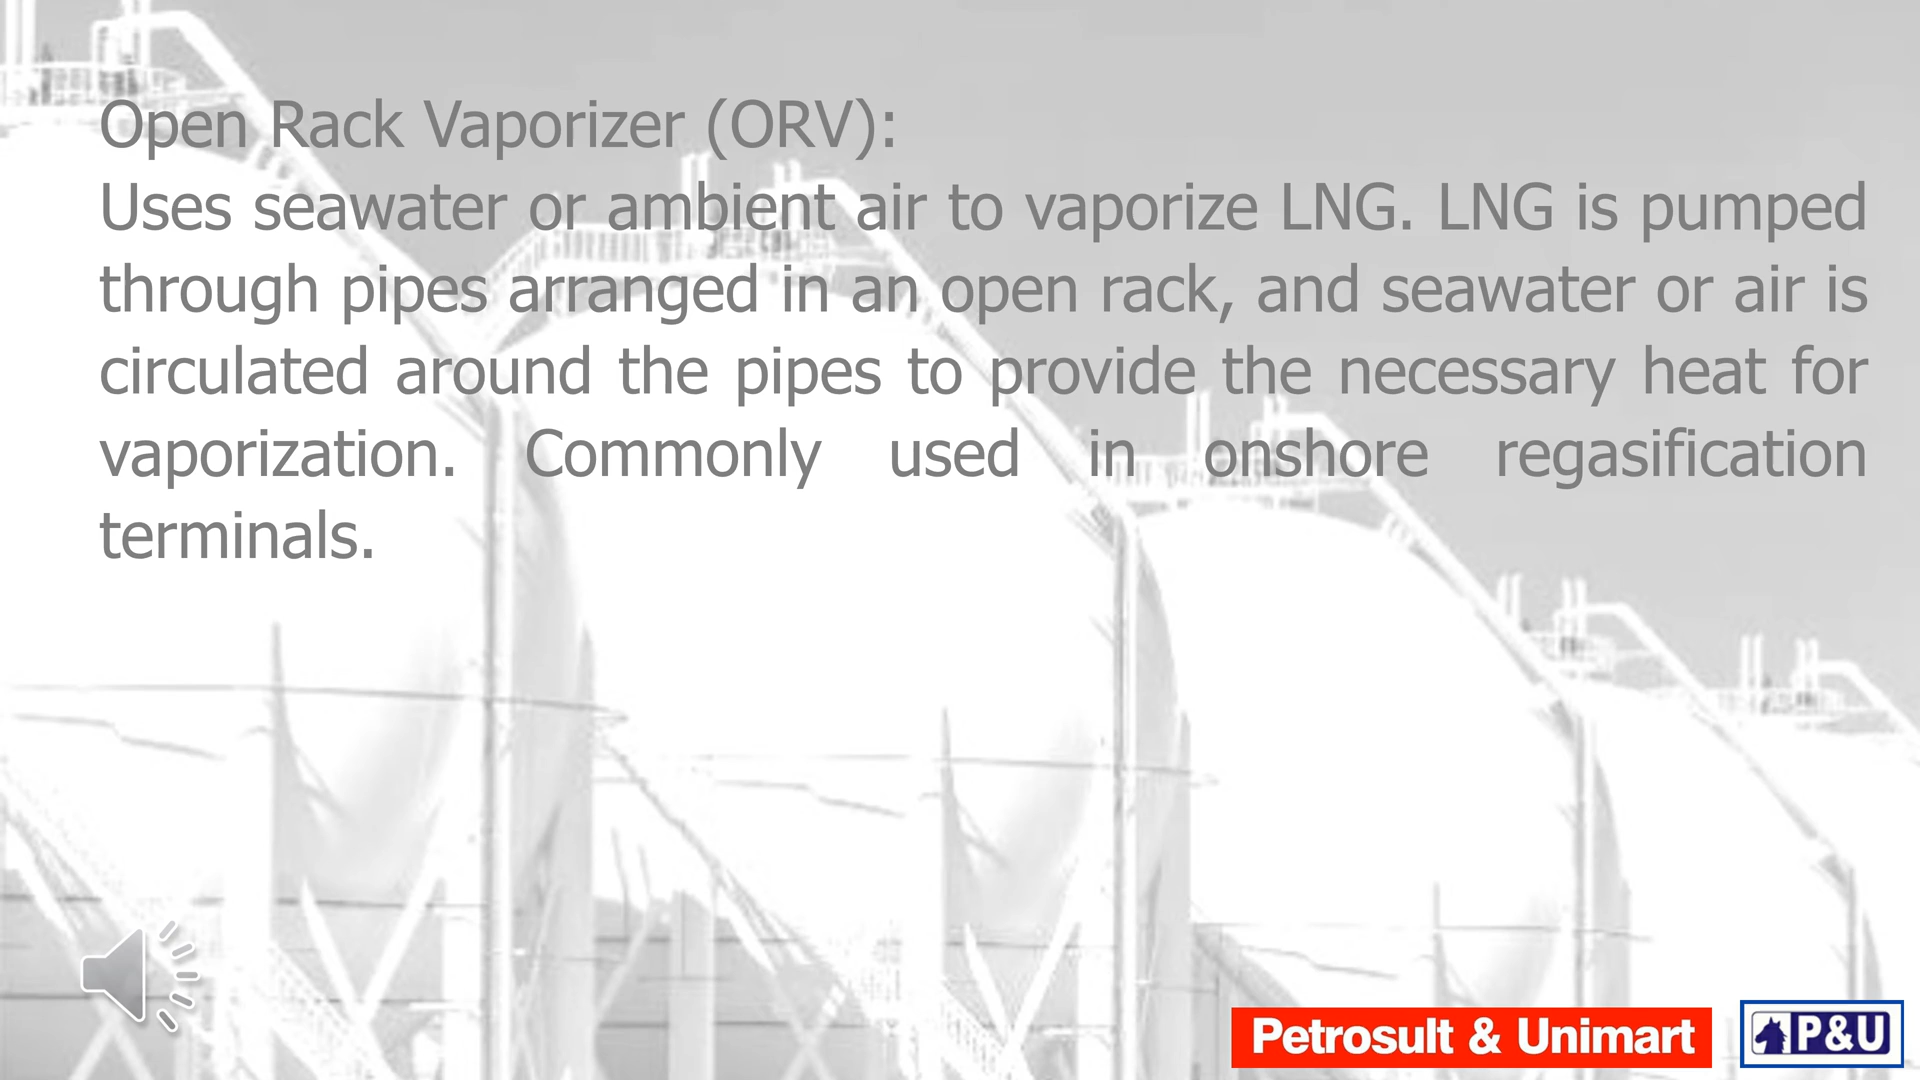 Open Rack Vaporizer (ORV):
Uses seawater or ambient air to vaporize LNG. LNG is pumped
through pipes arranged in an open rack, and seawater or air is
circulated around the pipes to provide the necessary heat for
vaporization. Commonly used in onshore regasification
terminals.
Petrosult & Unimart
P&U